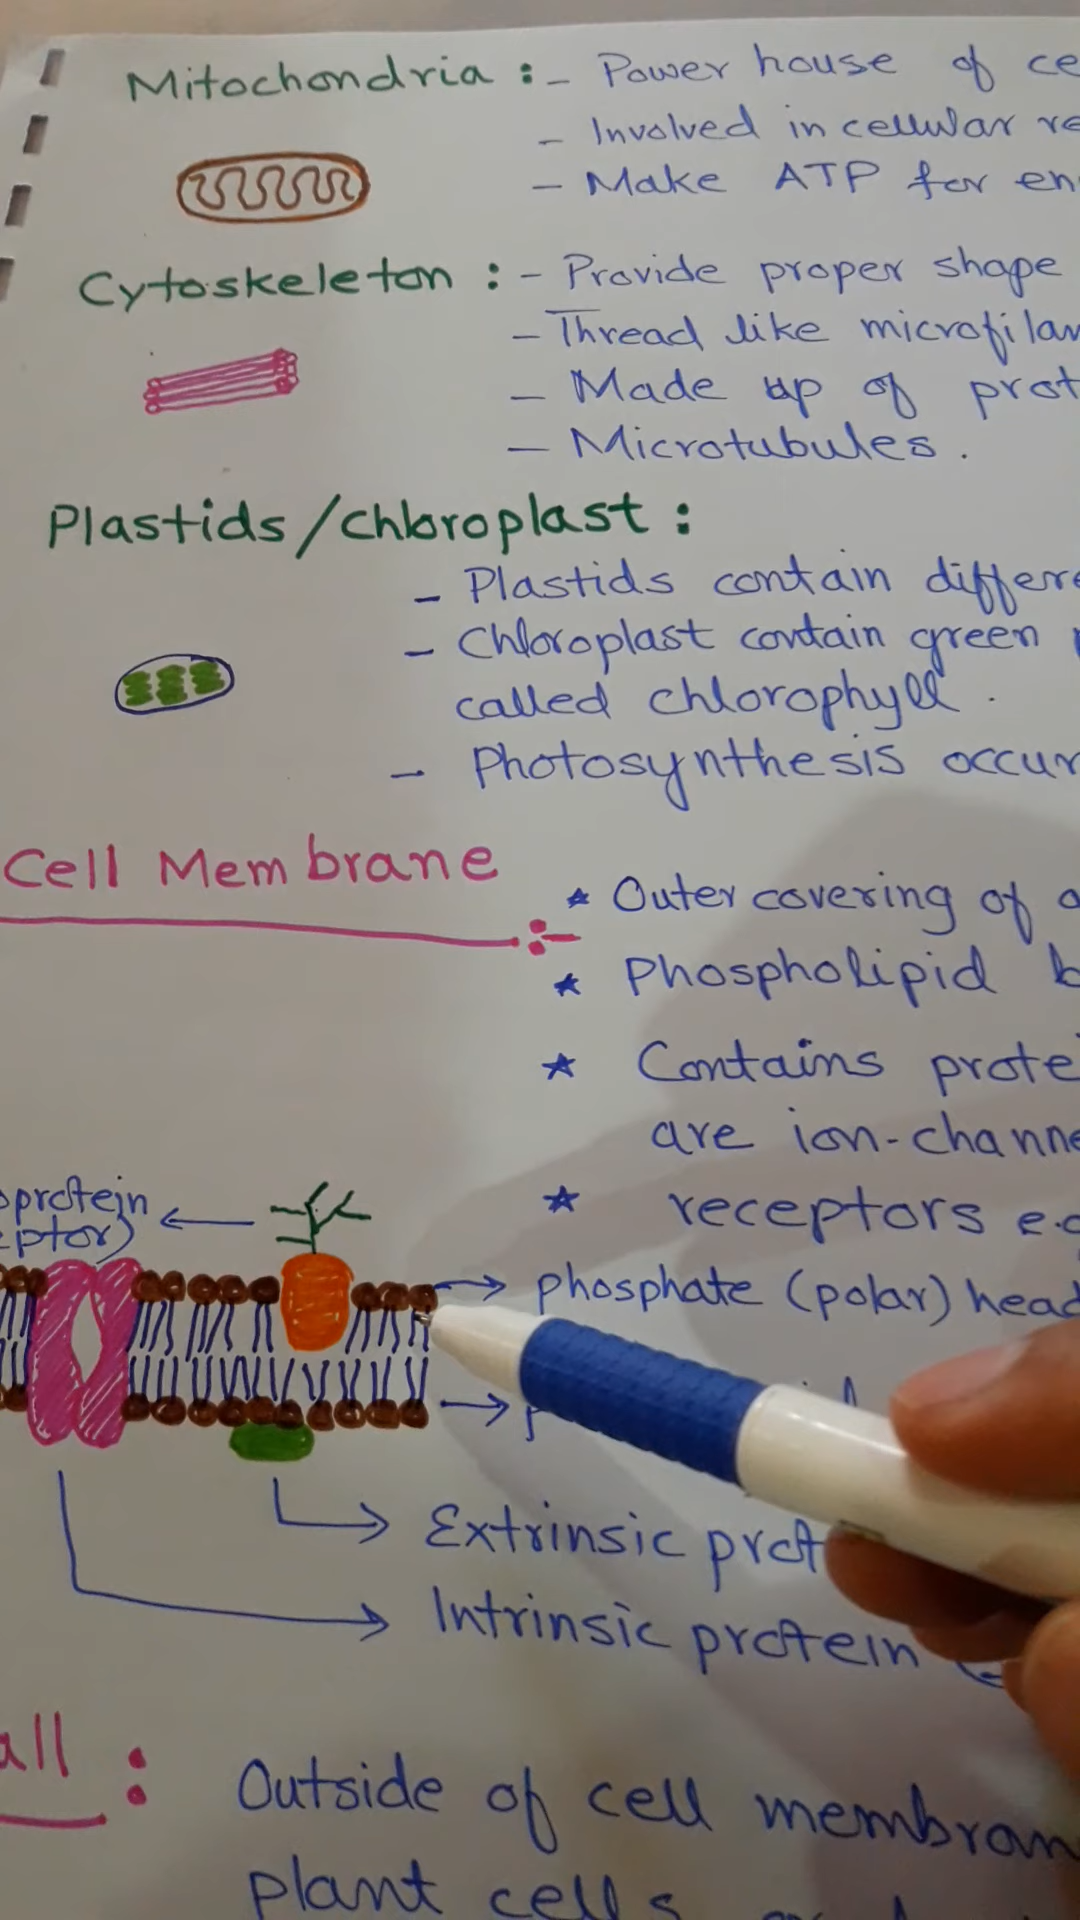 Mitochondria :- Power house of ce
- Involved in cellular re
- Make ATP for en
Cytoskeleton :- Provide proper shape
- Thread like microfilam
- Made up of prot
- Microtubules.
Plastids/chloroplast :
- Plastids contain differe
- Chloroplast contain green
called chlorophyll.
- Photosynthesis occur
Cell Membrane :-
* Outer covering of a
* Phospholipid b
* Contains prote
are ion-channe
* receptors e.g
protein
eptor)
→ phosphate (polar) head
→ Extrinsic prot
→ Intrinsic protein
all :
Outside of cell membran
plant cells